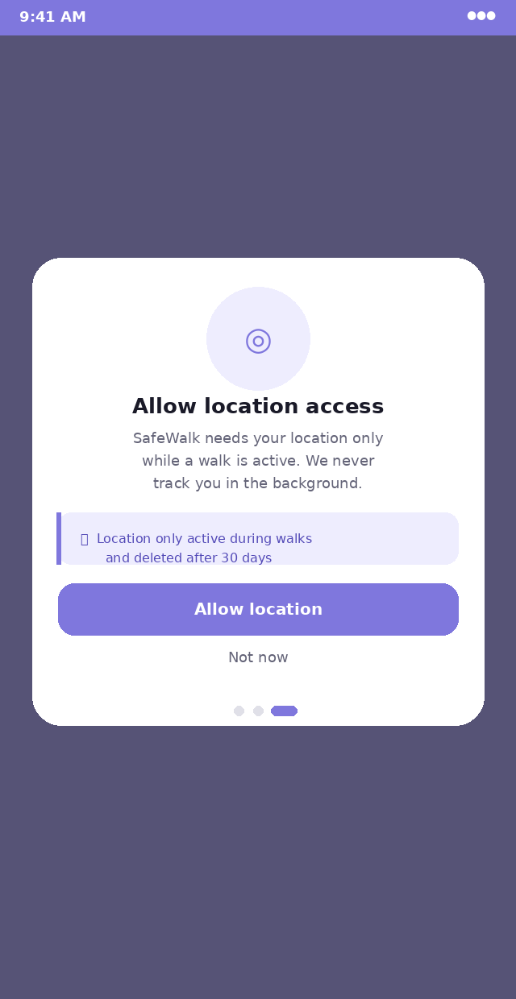 9:41 AM
Allow location access
SafeWalk needs your location only
while a walk is active. We never
track you in the background.
Location only active during walks
and deleted after 30 days
Allow location
Not now